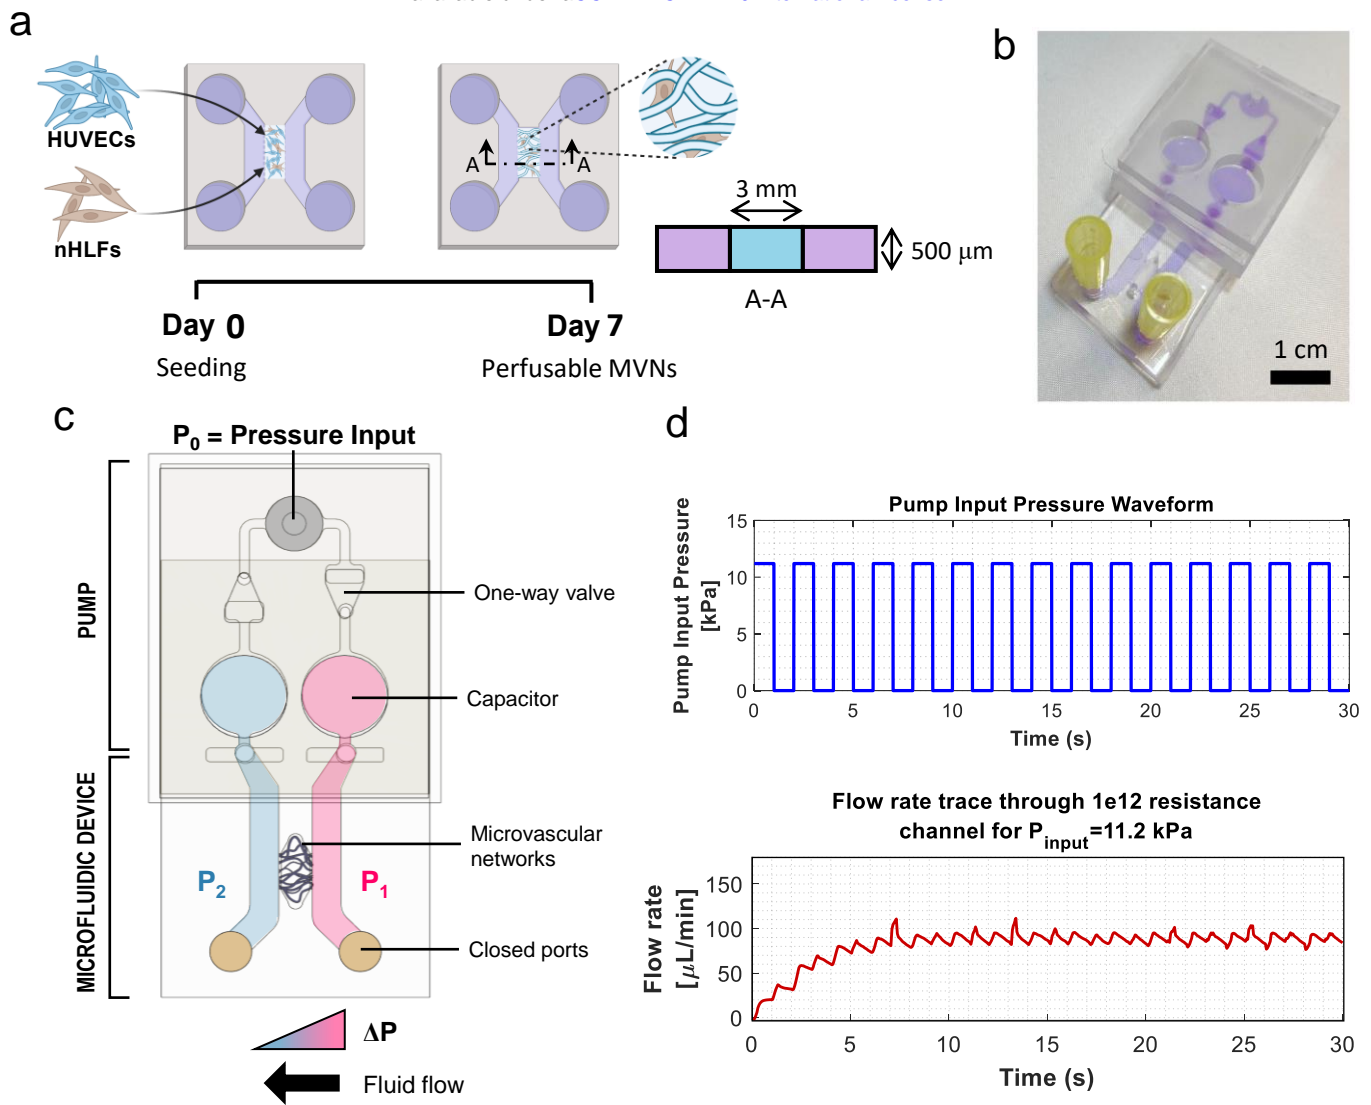 a
HUVECs
nHLFs
A
A
3 mm
500 μm
A-A
Day 0
Seeding
Day 7
Perfusable MVNs
b
1 cm
c
P0 = Pressure Input
PUMP
One-way valve
Capacitor
MICROFLUIDIC DEVICE
Microvascular
networks
P2
P1
Closed ports
ΔP
Fluid flow
d
Pump Input Pressure Waveform
Pump Input Pressure
[kPa]
15
10
5
0
0 5 10 15 20 25 30
Time (s)
Flow rate trace through 1e12 resistance
channel for Pinput=11.2 kPa
Flow rate
[μL/min]
150
100
50
0
0 5 10 15 20 25 30
Time (s)